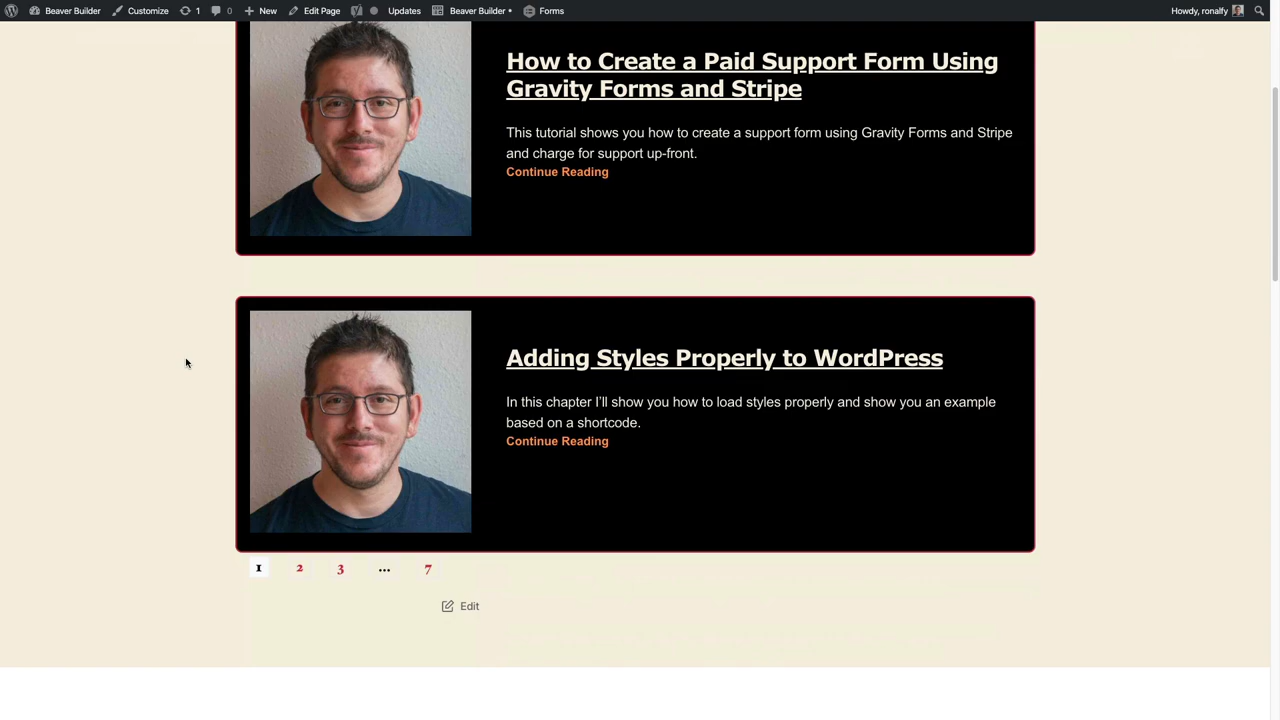 Beaver Builder Customize 1 0 New Edit Page Updates Beaver Builder • Forms Howdy, ronalfy
How to Create a Paid Support Form Using
Gravity Forms and Stripe
This tutorial shows you how to create a support form using Gravity Forms and Stripe
and charge for support up-front.
Continue Reading
Adding Styles Properly to WordPress
In this chapter I'll show you how to load styles properly and show you an example
based on a shortcode.
Continue Reading
1 2 3 ... 7
Edit